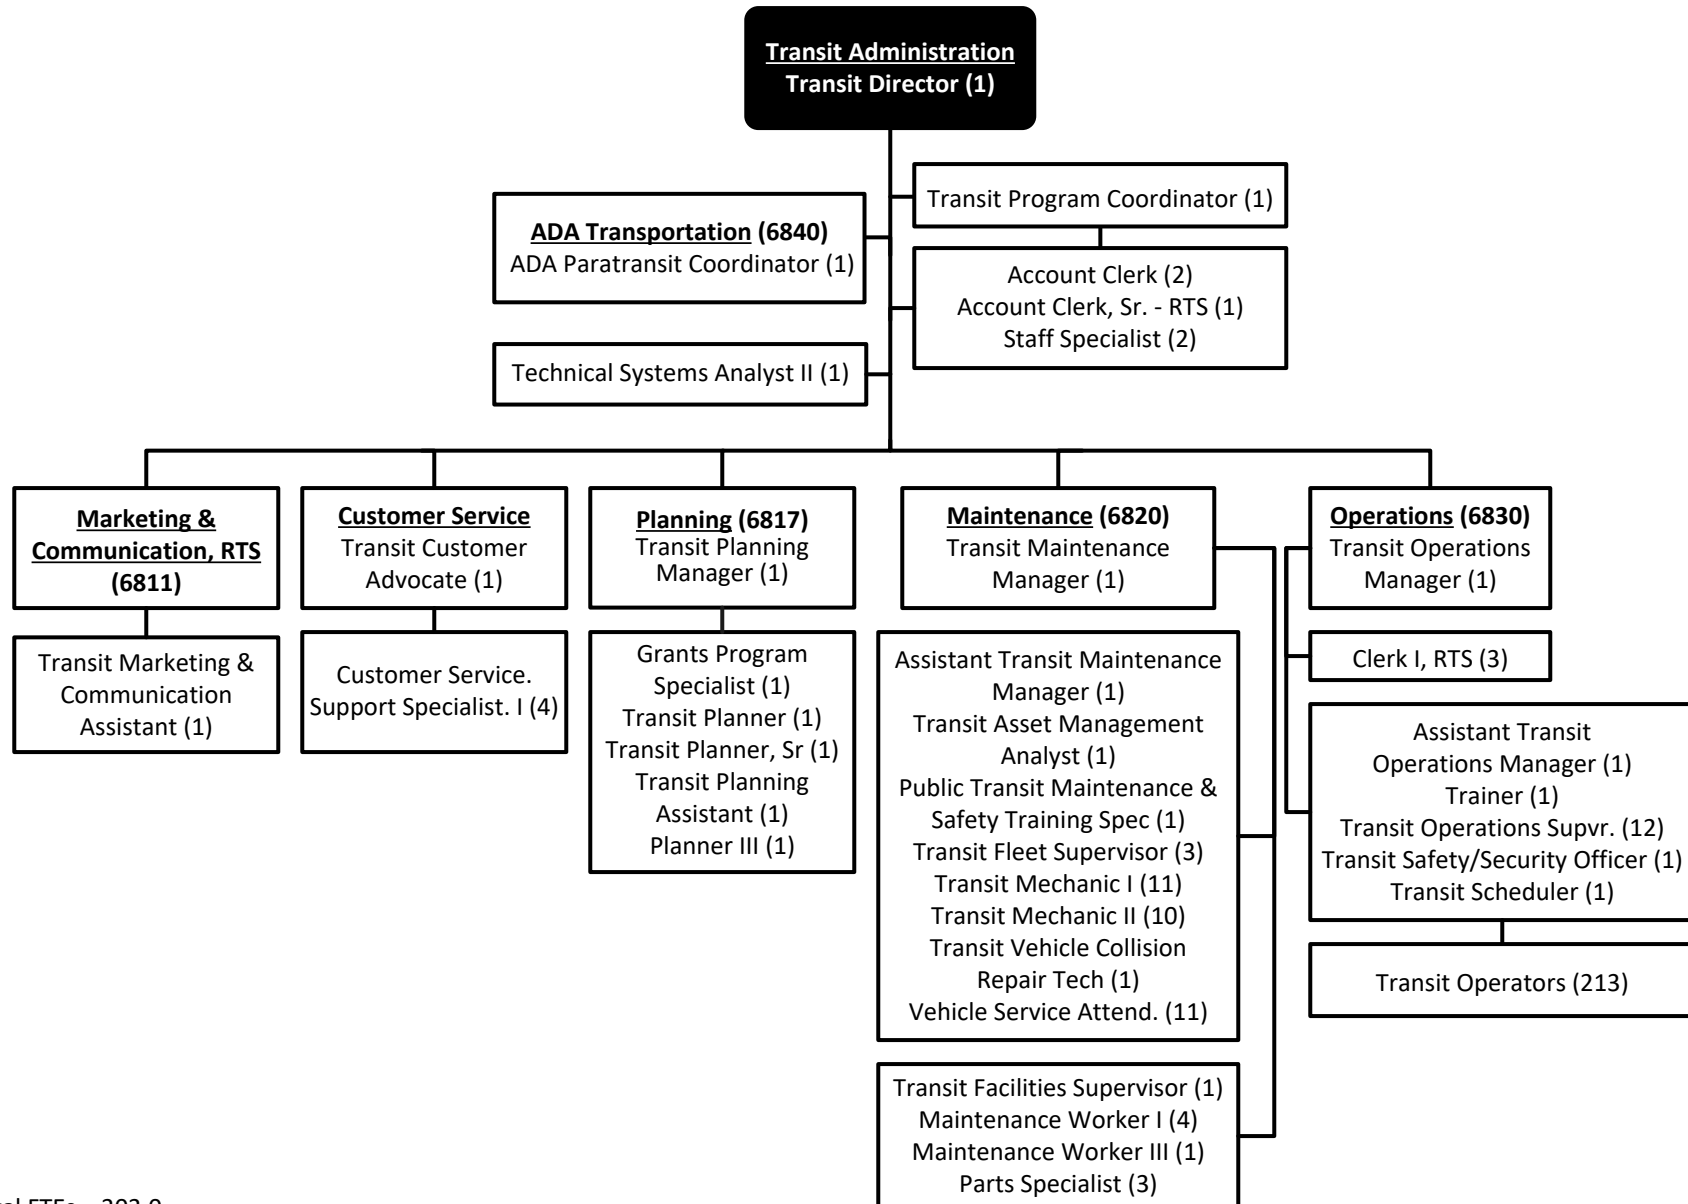 Transit Administration
Transit Director (1)
Transit Program Coordinator (1)
ADA Transportation (6840)
ADA Paratransit Coordinator (1)
Account Clerk (2)
Account Clerk, Sr. - RTS (1)
Staff Specialist (2)
Technical Systems Analyst II (1)
Marketing &
Communication, RTS
(6811)
Transit Marketing &
Communication
Assistant (1)
Customer Service
Transit Customer
Advocate (1)
Customer Service.
Support Specialist. I (4)
Planning (6817)
Transit Planning
Manager (1)
Grants Program
Specialist (1)
Transit Planner (1)
Transit Planner, Sr (1)
Transit Planning
Assistant (1)
Planner III (1)
Maintenance (6820)
Transit Maintenance
Manager (1)
Assistant Transit Maintenance
Manager (1)
Transit Asset Management
Analyst (1)
Public Transit Maintenance &
Safety Training Spec (1)
Transit Fleet Supervisor (3)
Transit Mechanic I (11)
Transit Mechanic II (10)
Transit Vehicle Collision
Repair Tech (1)
Vehicle Service Attend. (11)
Transit Facilities Supervisor (1)
Maintenance Worker I (4)
Maintenance Worker III (1)
Parts Specialist (3)
Operations (6830)
Transit Operations
Manager (1)
Clerk I, RTS (3)
Assistant Transit
Operations Manager (1)
Trainer (1)
Transit Operations Supvr. (12)
Transit Safety/Security Officer (1)
Transit Scheduler (1)
Transit Operators (213)